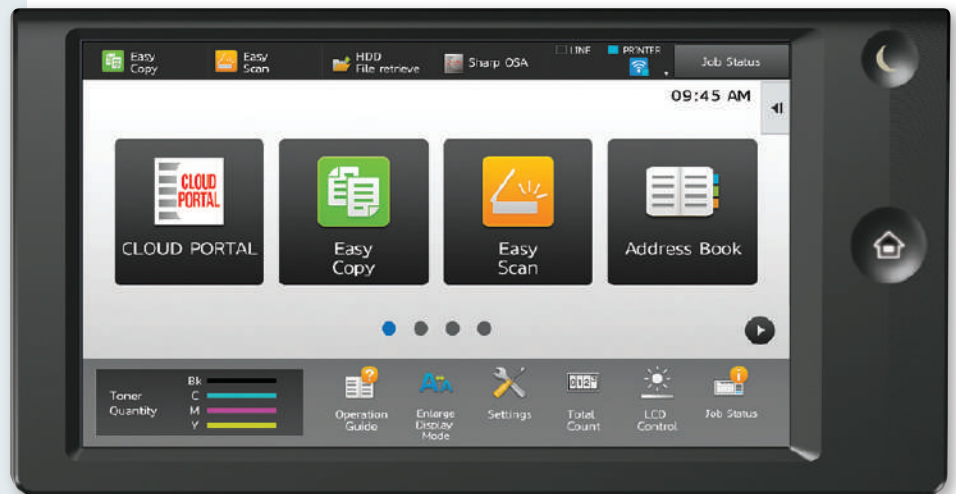 Easy
Copy
Easy
Scan
HDD
File retrieve
Sharp OSA
LINE
PRINTER
Job Status
09:45 AM
CLOUD
PORTAL
CLOUD PORTAL
Easy
Copy
Easy
Scan
Address Book
Toner
Quantity
Bk
C
M
Y
Operation
Guide
Enlarge
Display
Mode
Settings
Total
Count
LCD
Control
Job Status